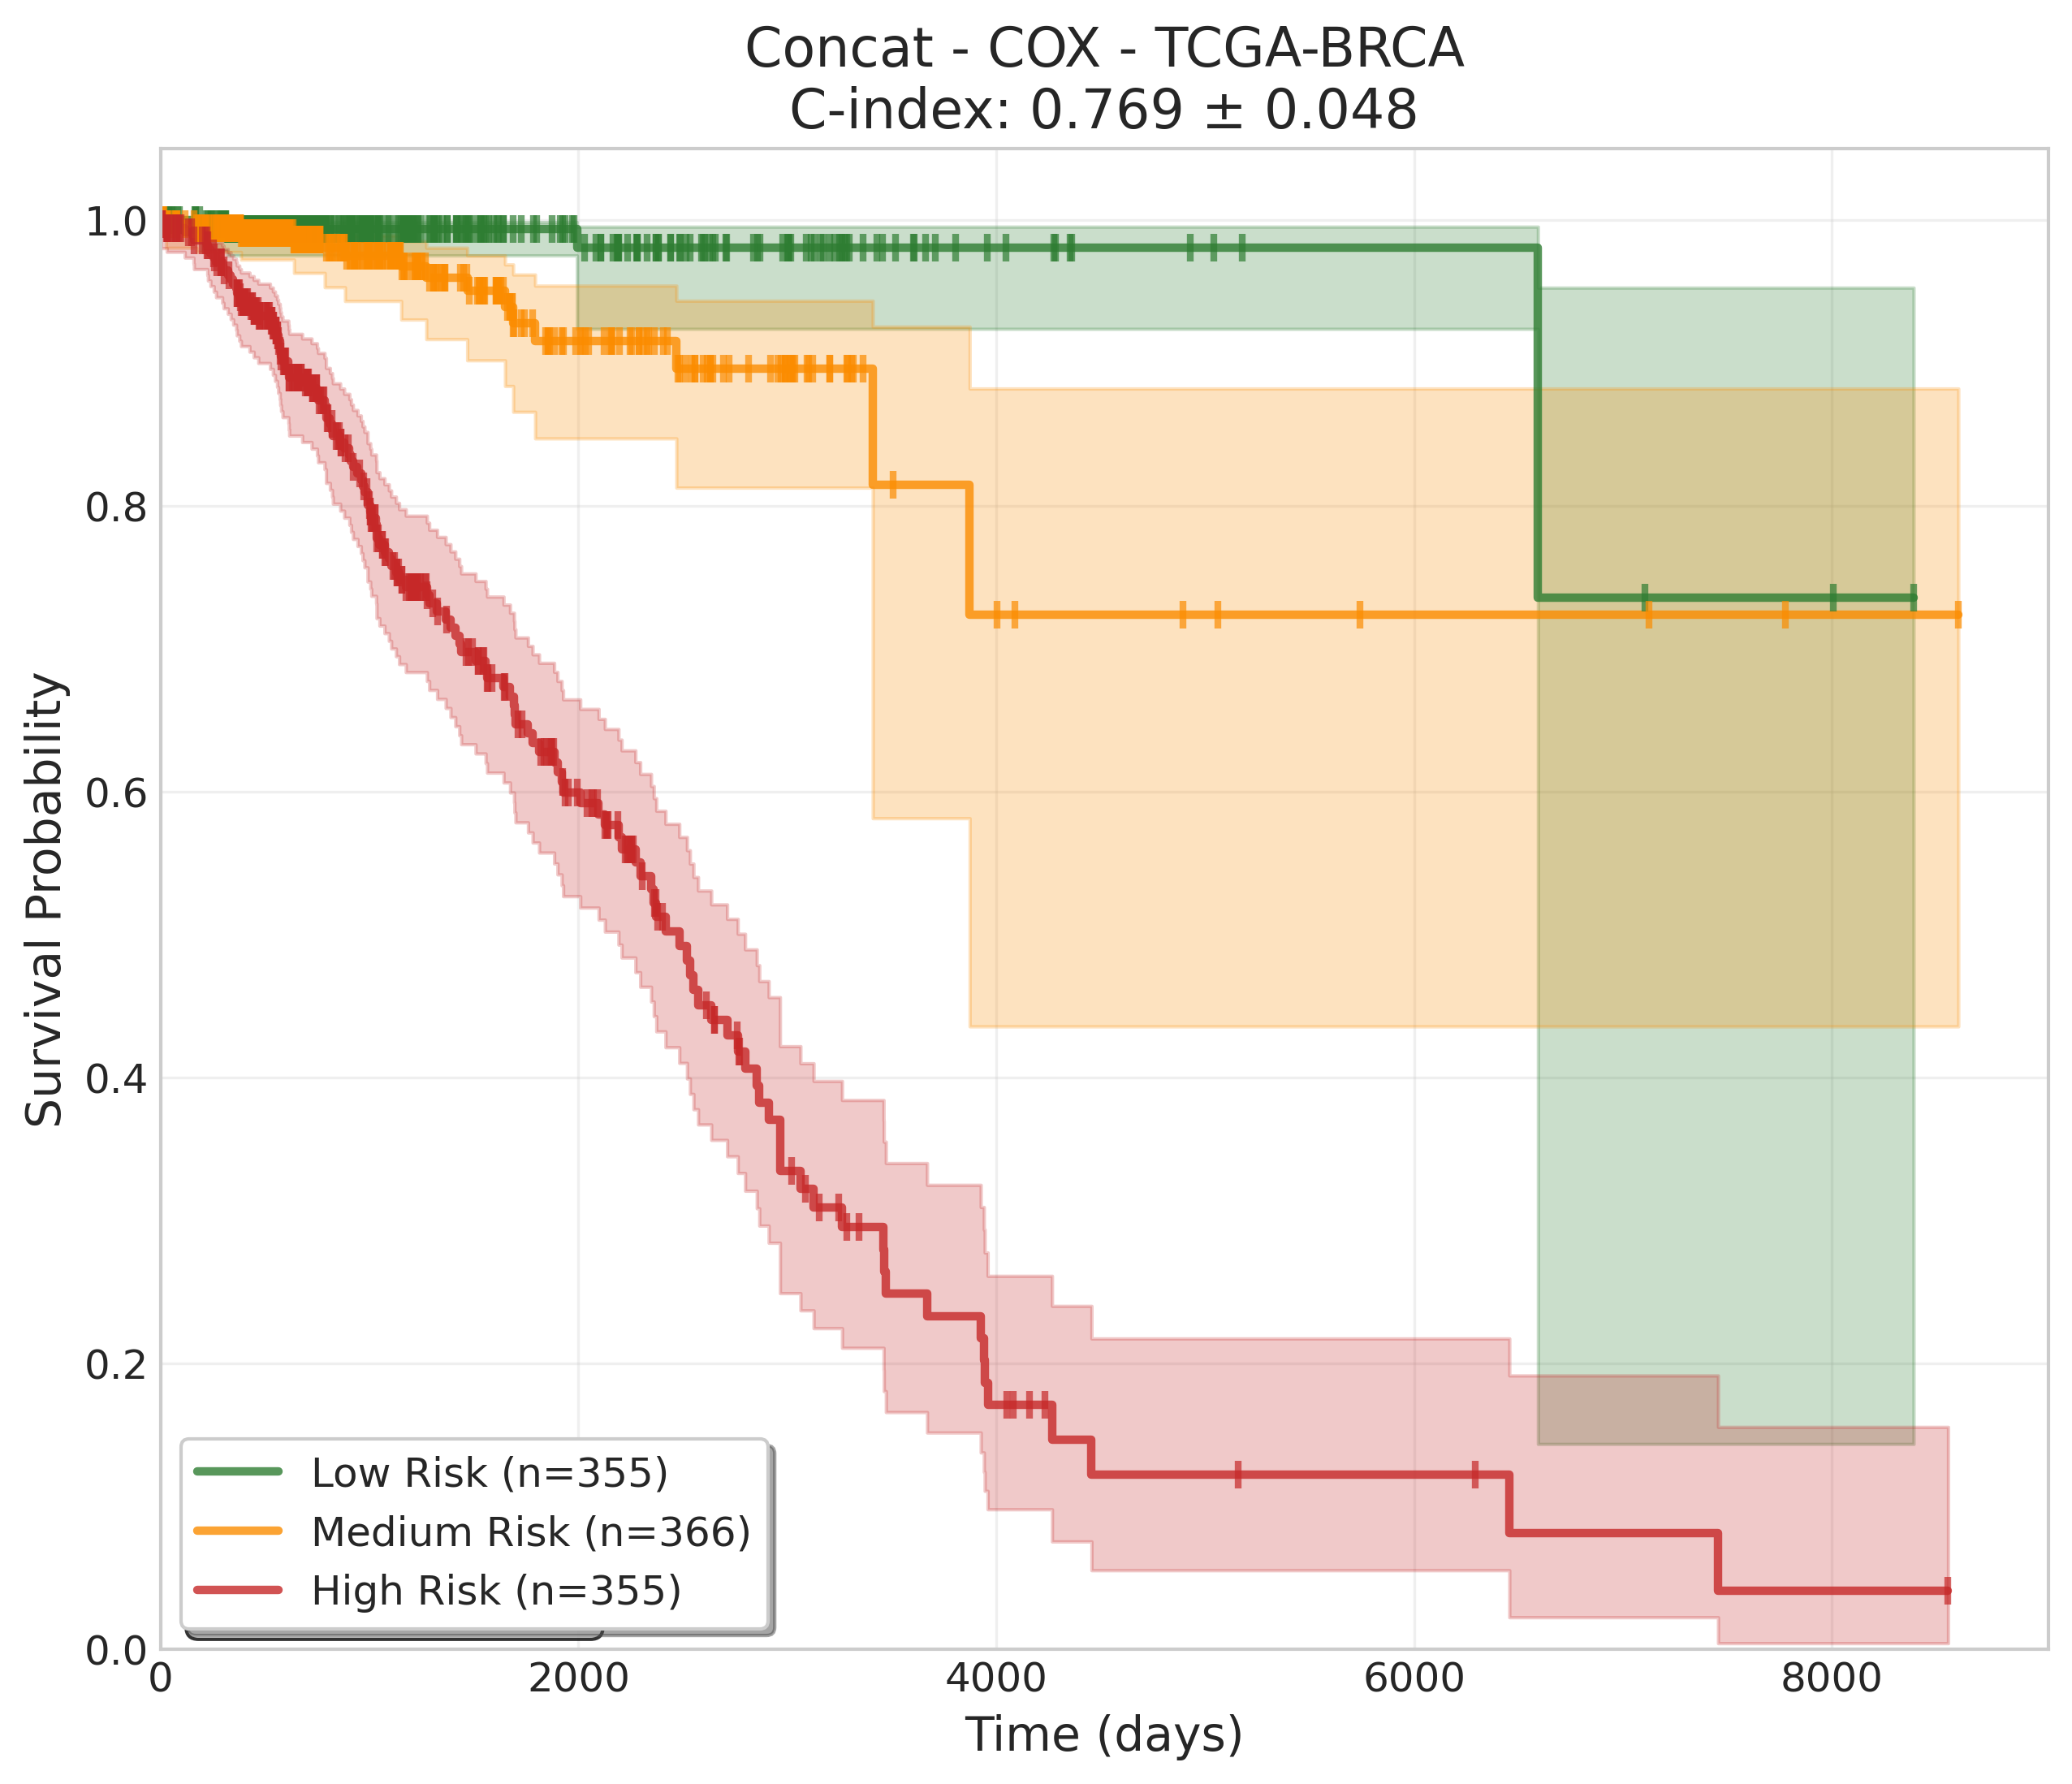 Concat - COX - TCGA-BRCA
C-index: 0.769 ± 0.048
Survival Probability
1.0
0.8
0.6
0.4
0.2
0.0
Low Risk (n=355)
Medium Risk (n=366)
High Risk (n=355)
0 2000 4000 6000 8000
Time (days)